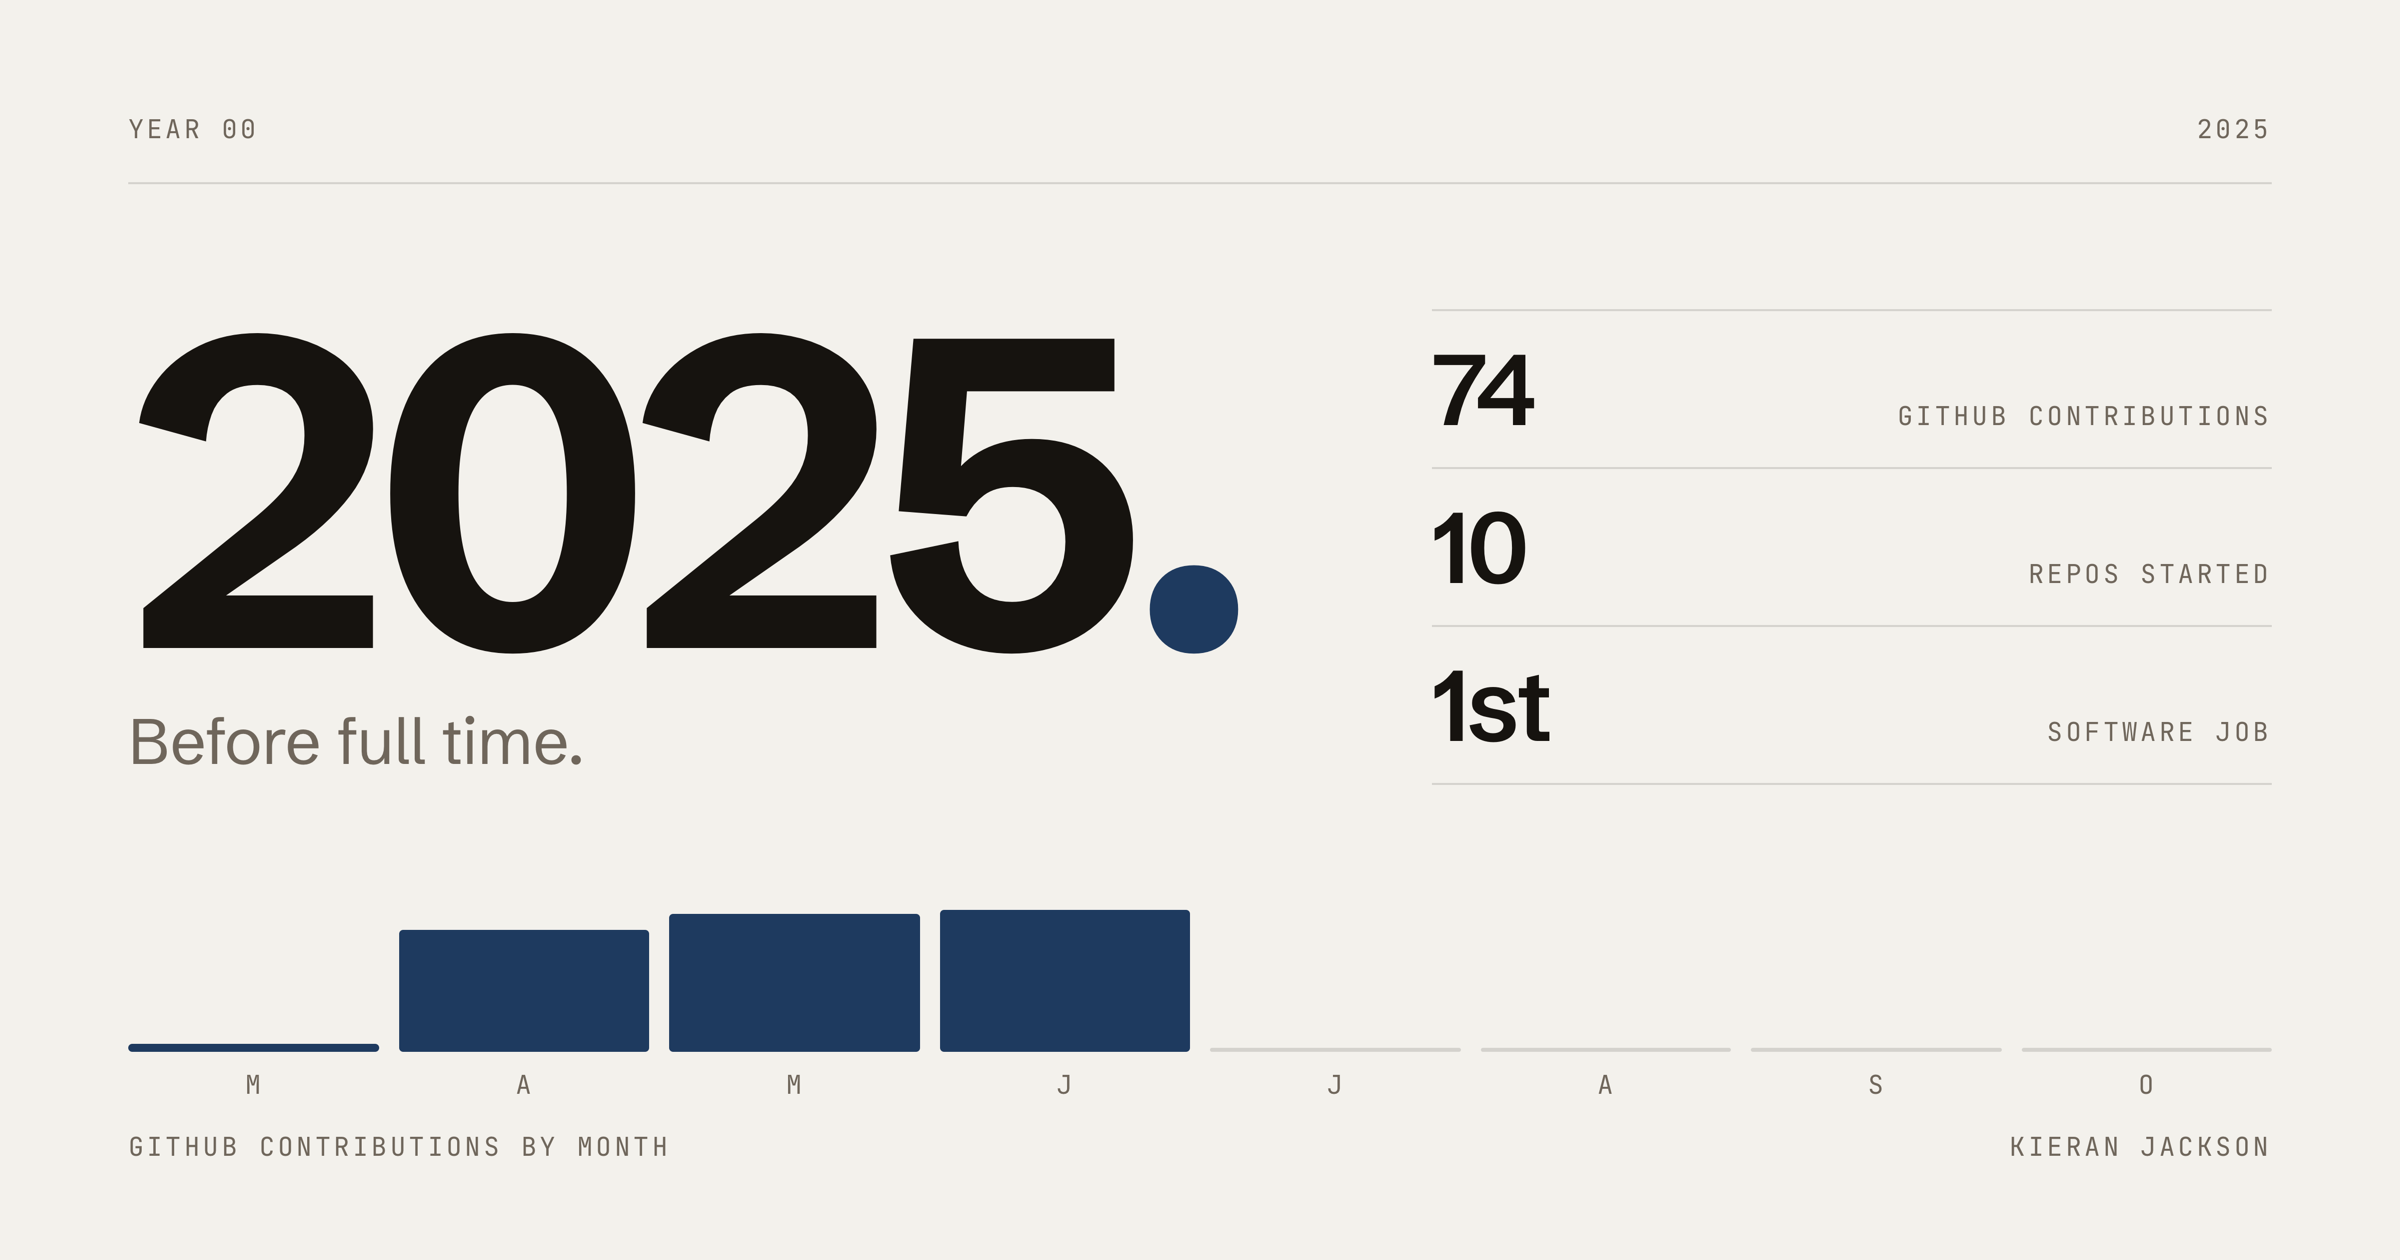 YEAR 00
2025
2025.
Before full time.
74
GITHUB CONTRIBUTIONS
10
REPOS STARTED
1st
SOFTWARE JOB
M A M J J A S O
GITHUB CONTRIBUTIONS BY MONTH
KIERAN JACKSON